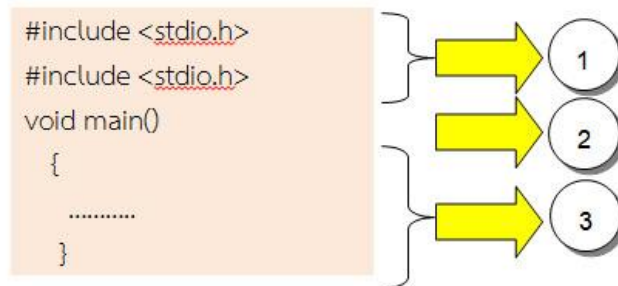 #include <stdio.h>
#include <stdio.h>
void main()
{
...........
}
1
2
3